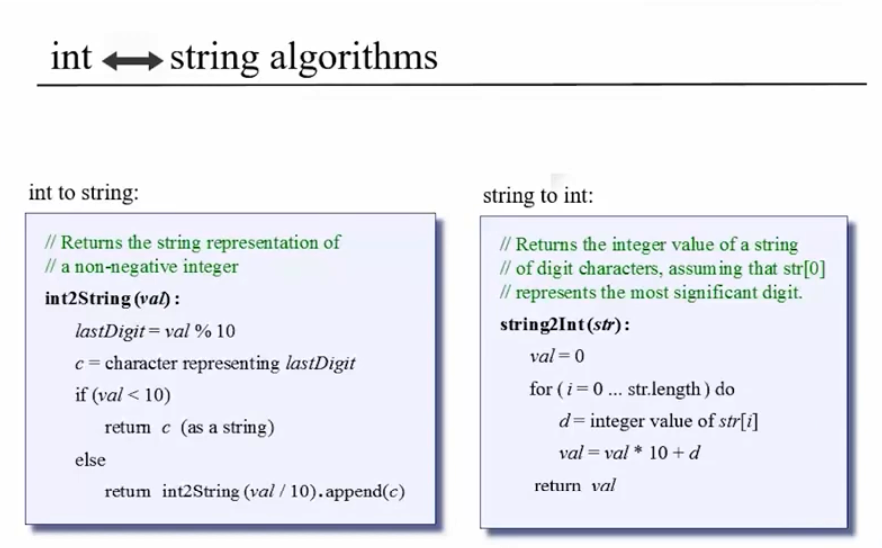 int ⟷ string algorithms
int to string:
// Returns the string representation of
// a non-negative integer
int2String(val):
lastDigit = val % 10
c = character representing lastDigit
if (val < 10)
return c (as a string)
else
return int2String(val / 10).append(c)
string to int:
// Returns the integer value of a string
// of digit characters, assuming that str[0]
// represents the most significant digit.
string2Int(str):
val = 0
for (i = 0 ... str.length) do
d = integer value of str[i]
val = val * 10 + d
return val